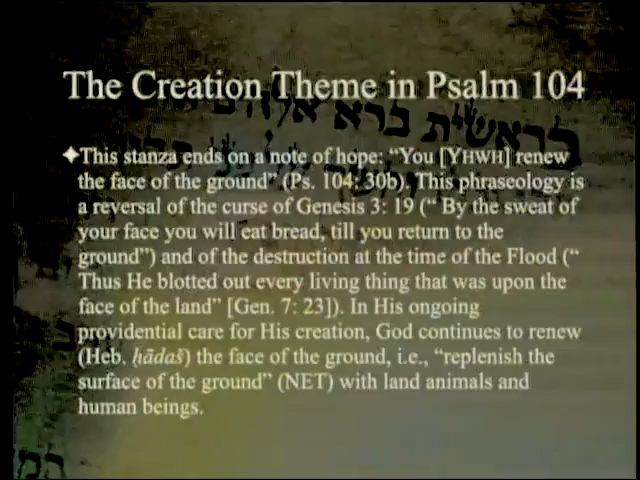 The Creation Theme in Psalm 104
בראשית ברא אלהים
✦This stanza ends on a note of hope: “You [YHWH] renew
the face of the ground” (Ps. 104: 30b). This phraseology is
a reversal of the curse of Genesis 3: 19 (“ By the sweat of
your face you will eat bread, till you return to the
ground”) and of the destruction at the time of the Flood (“
Thus He blotted out every living thing that was upon the
face of the land” [Gen. 7: 23]). In His ongoing
providential care for His creation, God continues to renew
(Heb. ḥādaš) the face of the ground, i.e., “replenish the
surface of the ground” (NET) with land animals and
human beings.